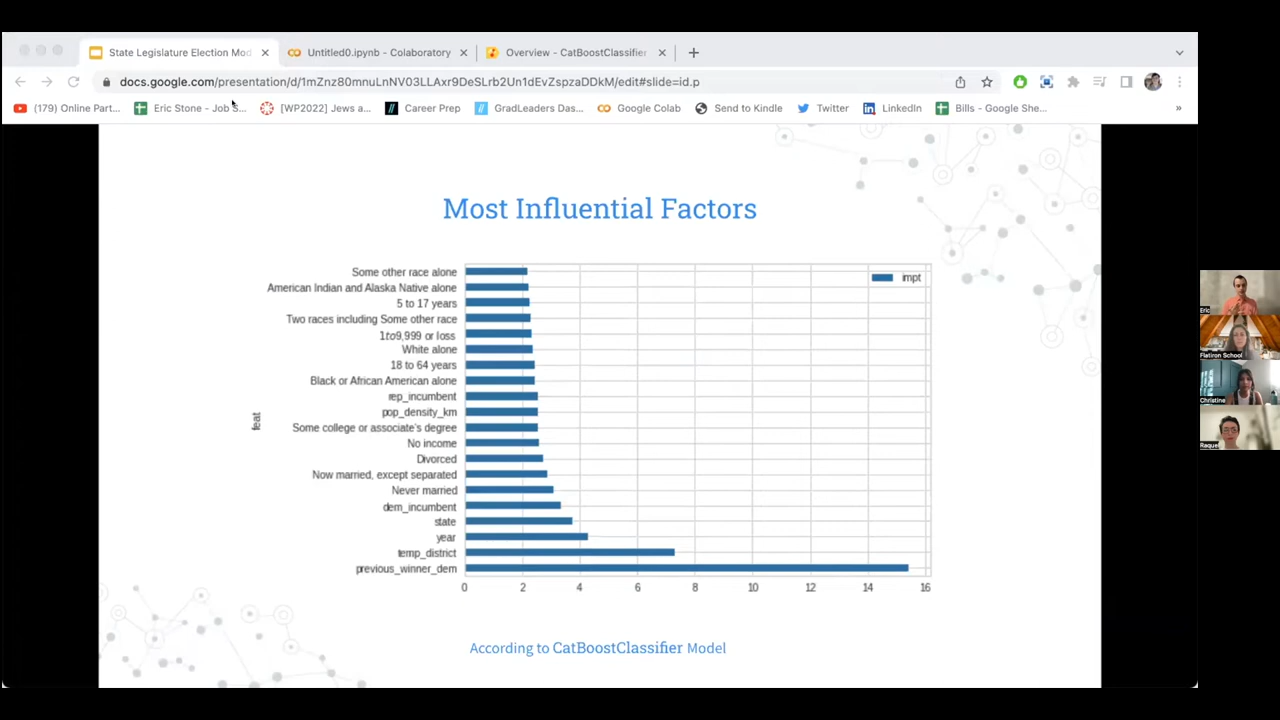 State Legislature Election Mod
Untitled0.ipynb - Colaboratory
Overview - CatBoostClassifier
docs.google.com/presentation/d/1mZnz80mnuLnNV03LLAxr9DeSLrb2Un1dEvZspzaDDkM/edit#slide=id.p
(179) Online Part...
Eric Stone - Job S...
[WP2022] Jews a...
Career Prep
GradLeaders Das...
Google Colab
Send to Kindle
Twitter
LinkedIn
Bills - Google She...
Most Influential Factors
impt
Some other race alone
American Indian and Alaska Native alone
5 to 17 years
Two races including Some other race
1to9,999 or loss
White alone
18 to 64 years
Black or African American alone
rep_incumbent
pop_density_km
feat
Some college or associate's degree
No income
Divorced
Now married, except separated
Never married
dem_incumbent
state
year
temp_district
previous_winner_dem
0 2 4 6 8 10 12 14 16
According to CatBoostClassifier Model
Eric
Flatiron School
Christine
Raquel